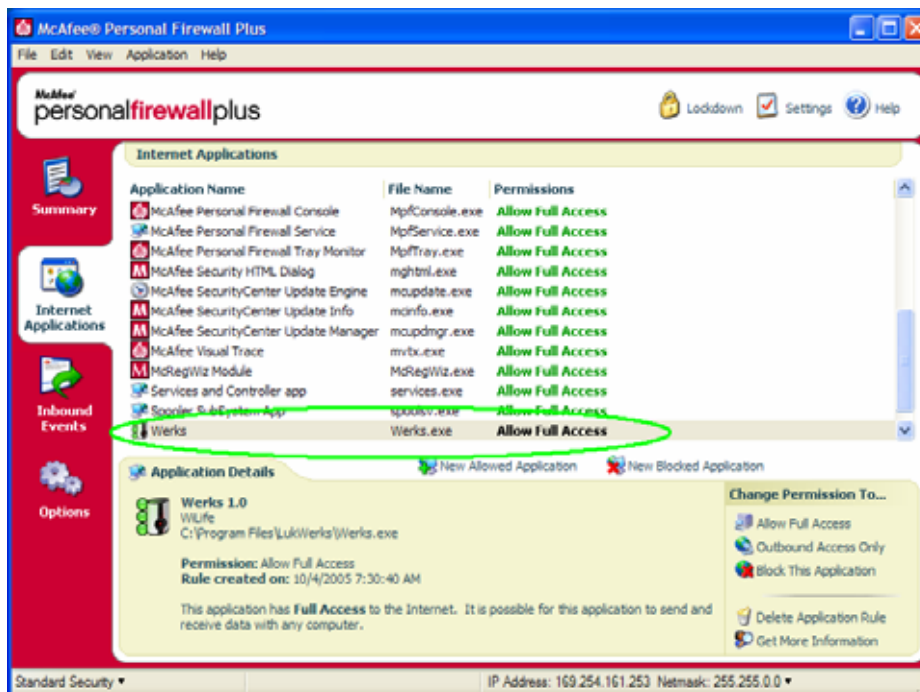 McAfee® Personal Firewall Plus
File Edit View Application Help
McAfee®
personalfirewallplus
Lockdown Settings Help
Summary
Internet Applications
Inbound Events
Options
Internet Applications
Application Name File Name Permissions
McAfee Personal Firewall Console MpfConsole.exe Allow Full Access
McAfee Personal Firewall Service MpfService.exe Allow Full Access
McAfee Personal Firewall Tray Monitor MpfTray.exe Allow Full Access
McAfee Security HTML Dialog mghtml.exe Allow Full Access
McAfee SecurityCenter Update Engine mcupdate.exe Allow Full Access
McAfee SecurityCenter Update Info mcinfo.exe Allow Full Access
McAfee SecurityCenter Update Manager mcupdmgr.exe Allow Full Access
McAfee Visual Trace mvtx.exe Allow Full Access
McRegWiz Module McRegWiz.exe Allow Full Access
Services and Controller app services.exe Allow Full Access
Spooler SubSystem App spoolsv.exe Allow Full Access
Werks Werks.exe Allow Full Access
New Allowed Application New Blocked Application
Application Details
Werks 1.0
WiLife
C:\Program Files\LukWerks\Werks.exe
Permission: Allow Full Access
Rule created on: 10/4/2005 7:30:40 AM
This application has Full Access to the Internet. It is possible for this application to send and
receive data with any computer.
Change Permission To...
Allow Full Access
Outbound Access Only
Block This Application
Delete Application Rule
Get More Information
Standard Security IP Address: 169.254.161.253 Netmask: 255.255.0.0